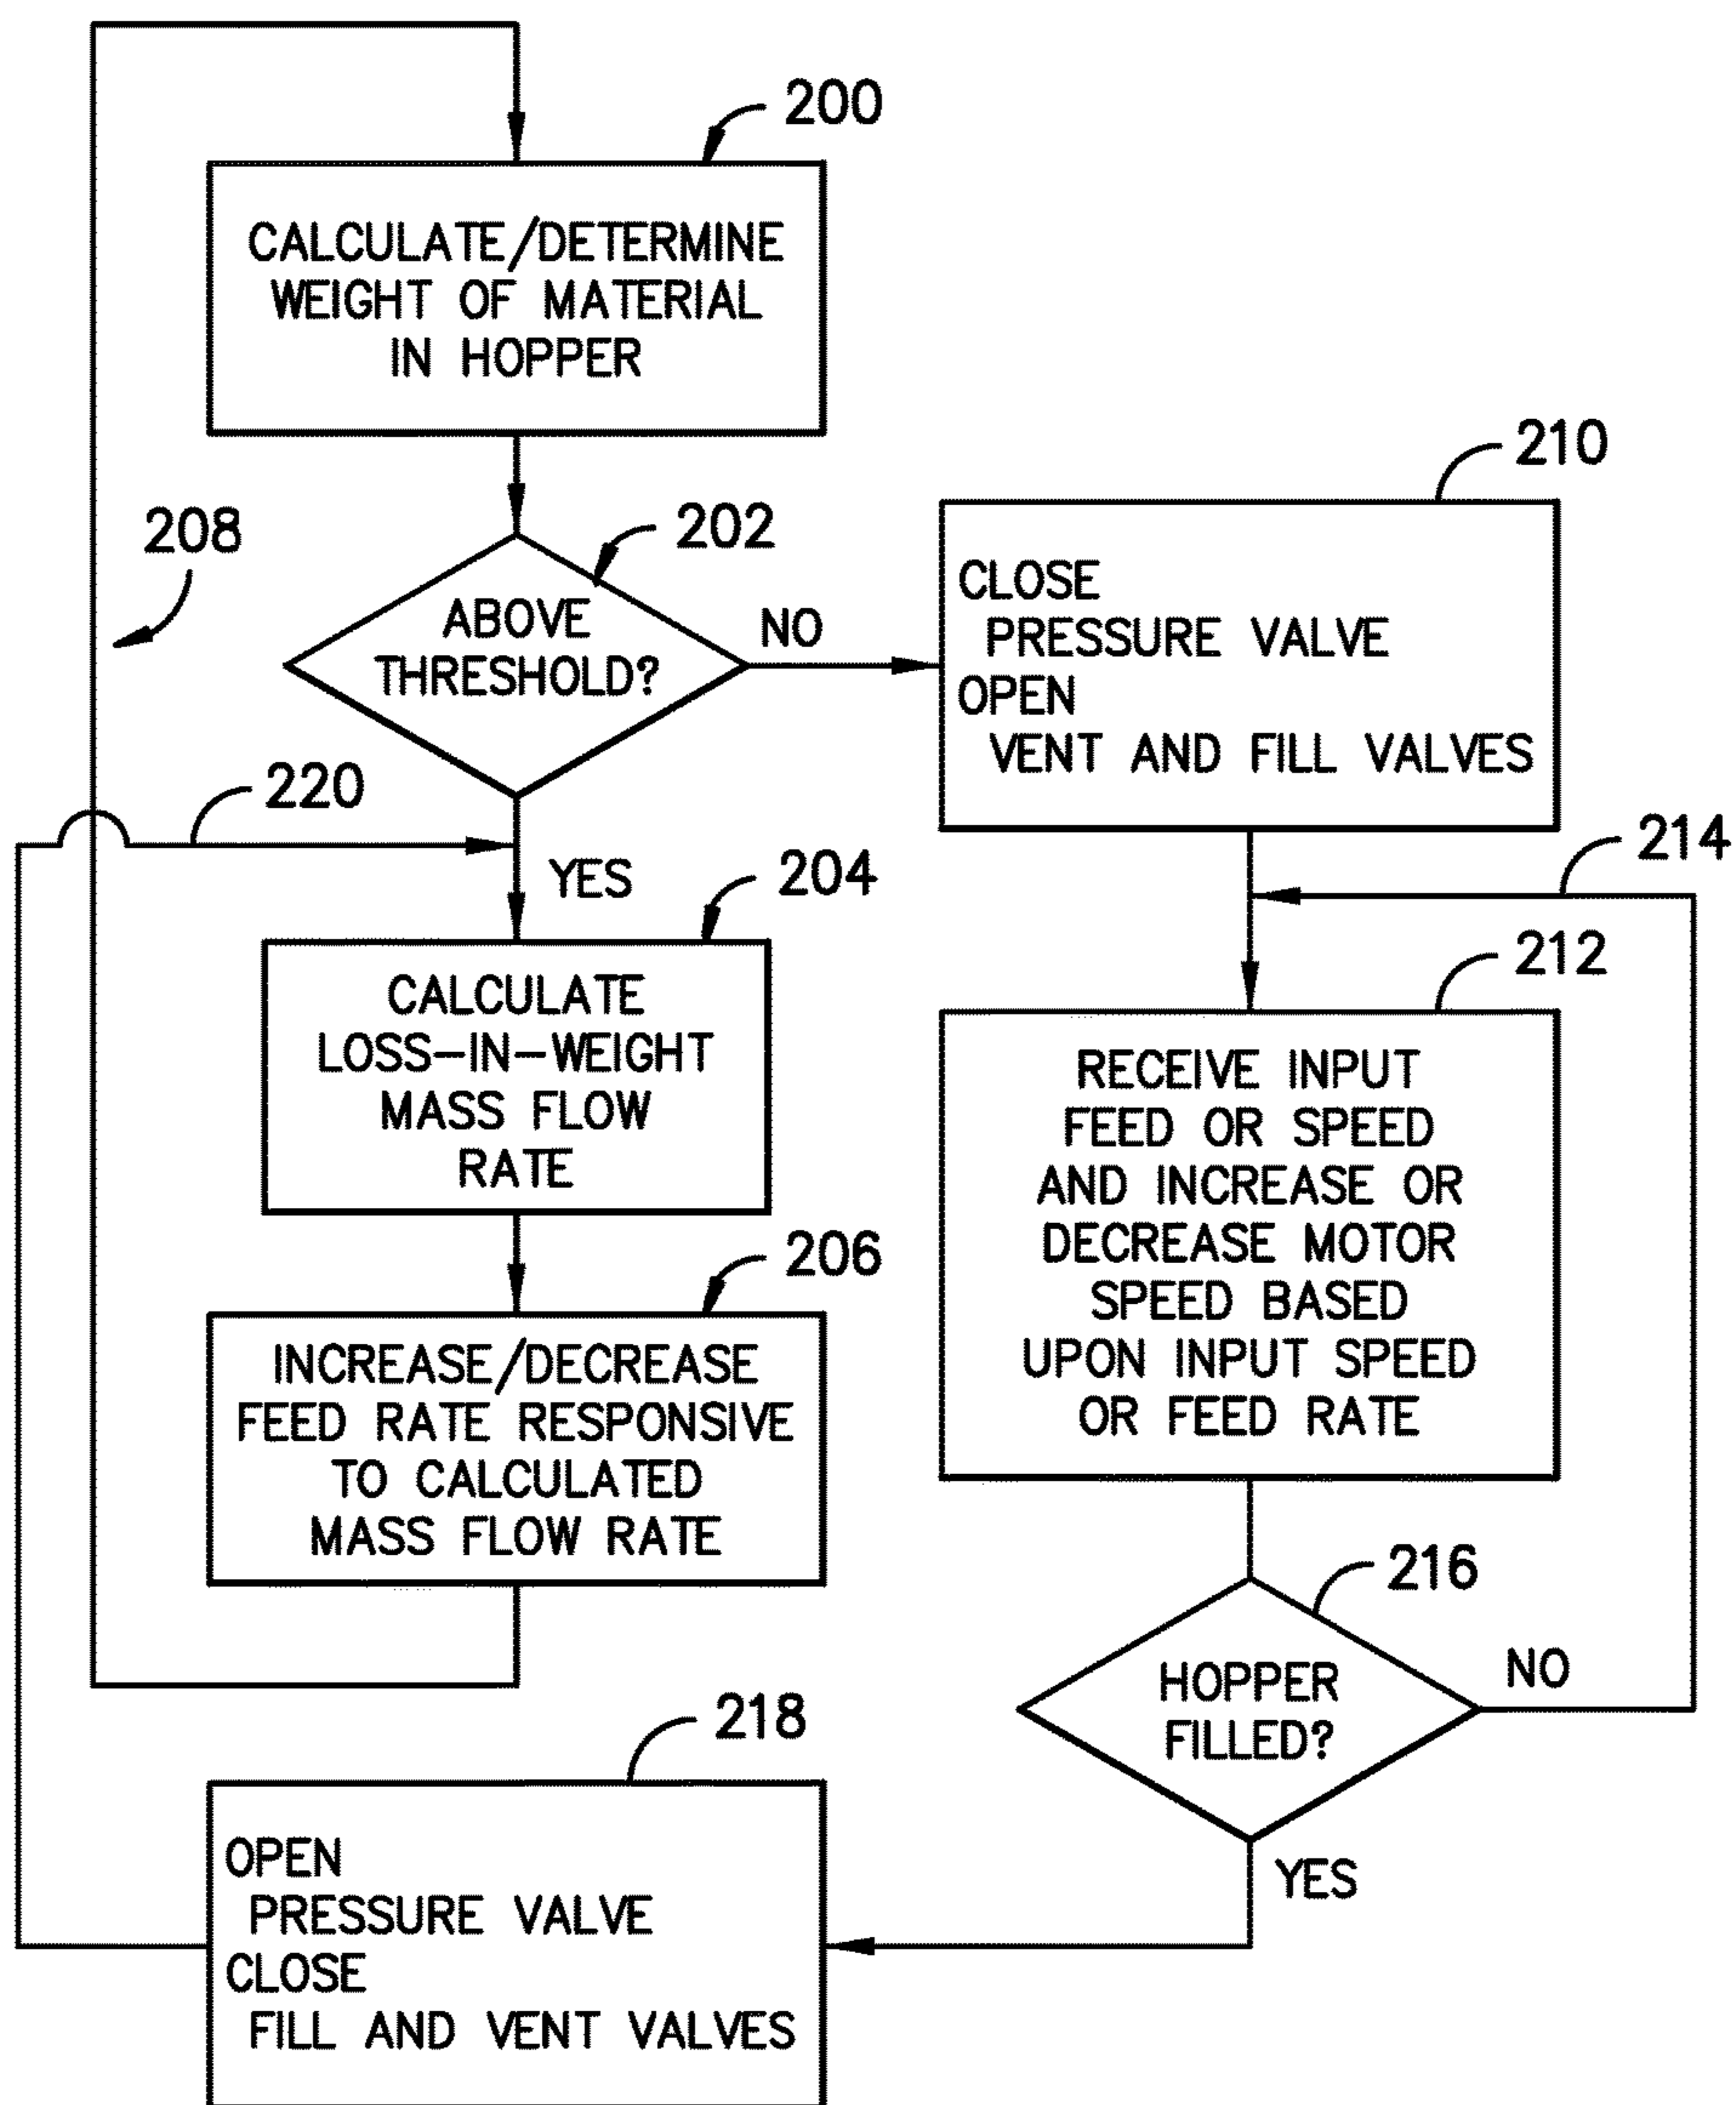 200
CALCULATE/DETERMINE
WEIGHT OF MATERIAL
IN HOPPER
208
202
ABOVE
THRESHOLD?
NO
210
CLOSE
PRESSURE VALVE
OPEN
VENT AND FILL VALVES
220
YES
204
CALCULATE
LOSS-IN-WEIGHT
MASS FLOW
RATE
206
INCREASE/DECREASE
FEED RATE RESPONSIVE
TO CALCULATED
MASS FLOW RATE
214
212
RECEIVE INPUT
FEED OR SPEED
AND INCREASE OR
DECREASE MOTOR
SPEED BASED
UPON INPUT SPEED
OR FEED RATE
216
HOPPER
FILLED?
NO
YES
218
OPEN
PRESSURE VALVE
CLOSE
FILL AND VENT VALVES